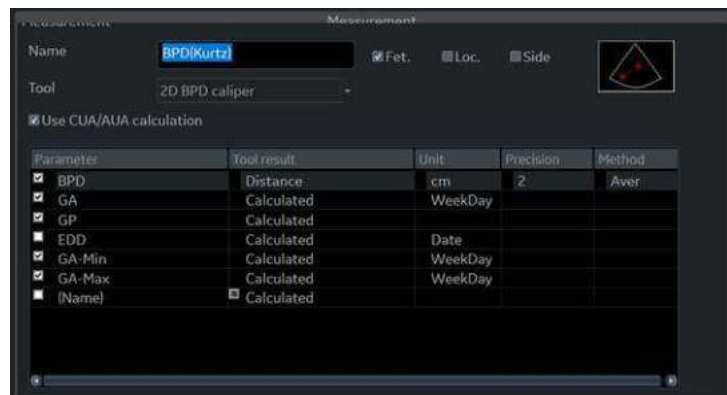 Measurement Measurement
Name BPD(Kurtz) Fet. Loc. Side
Tool 2D BPD caliper
Use CUA/AUA calculation
Parameter Tool result Unit Precision Method
BPD Distance cm 2 Aver
GA Calculated WeekDay
GP Calculated
EDD Calculated Date
GA-Min Calculated WeekDay
GA-Max Calculated WeekDay
(Name) Calculated